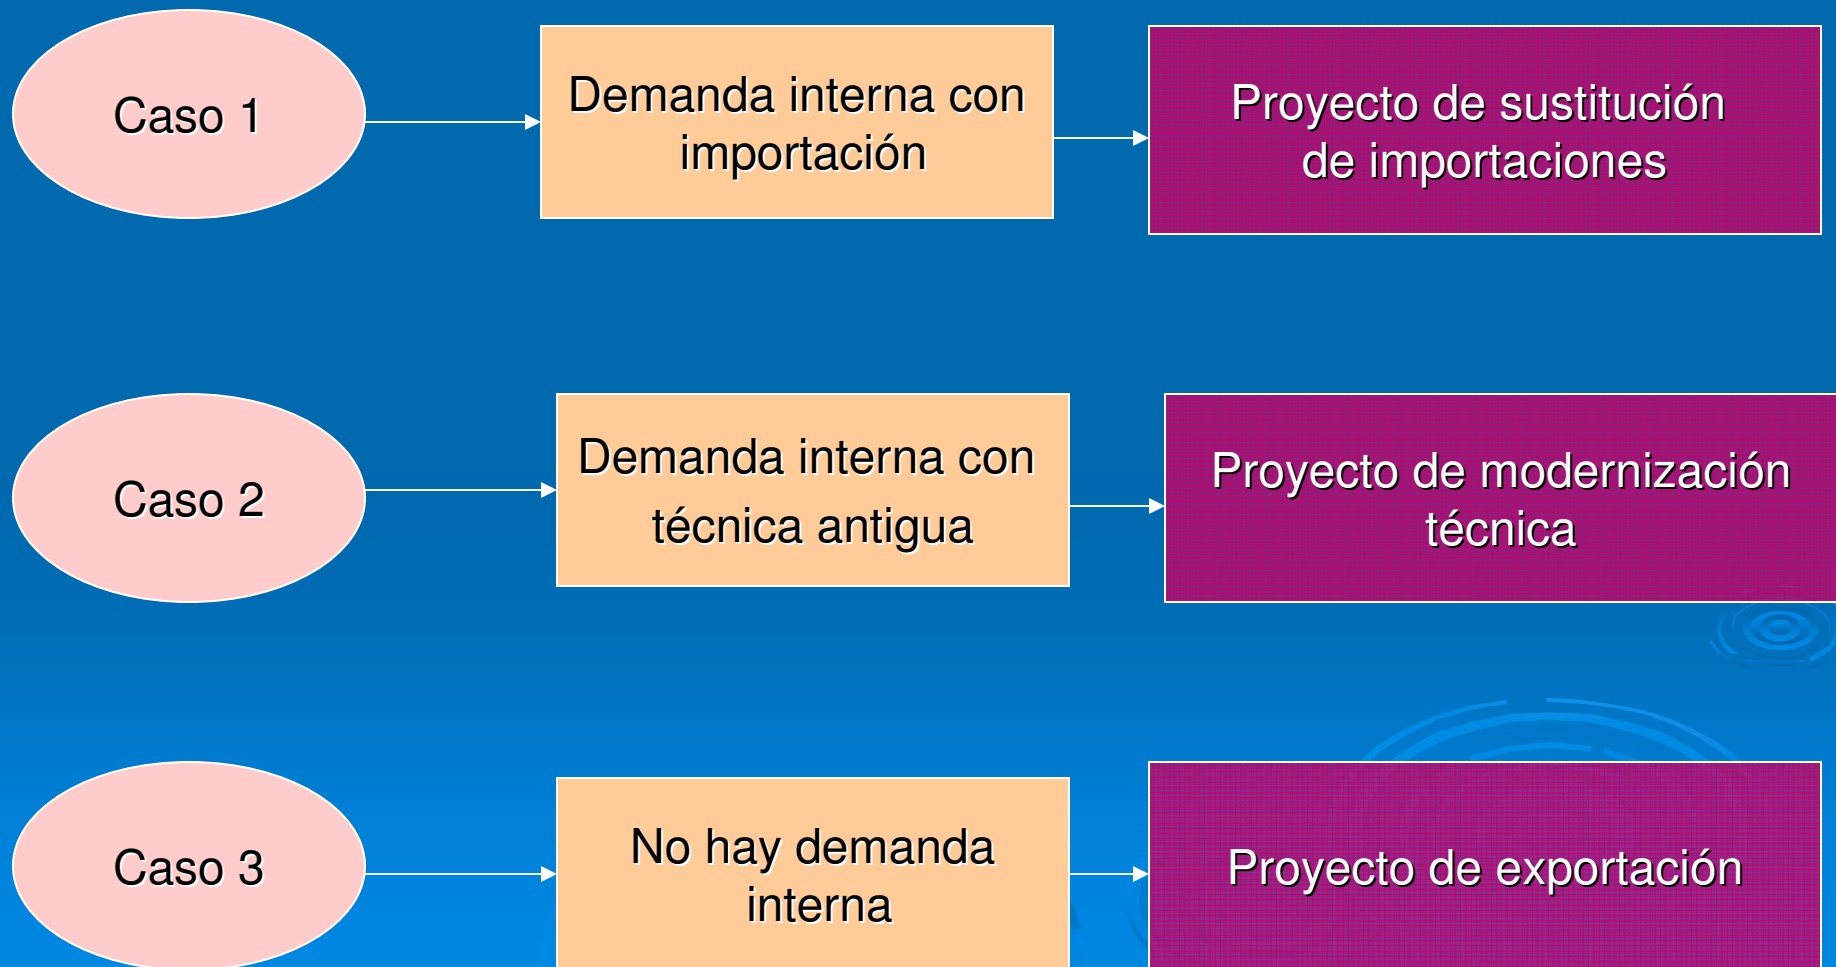 Caso 1
Demanda interna con
importación
Proyecto de sustitución
de importaciones
Caso 2
Demanda interna con
técnica antigua
Proyecto de modernización
técnica
Caso 3
No hay demanda
interna
Proyecto de exportación